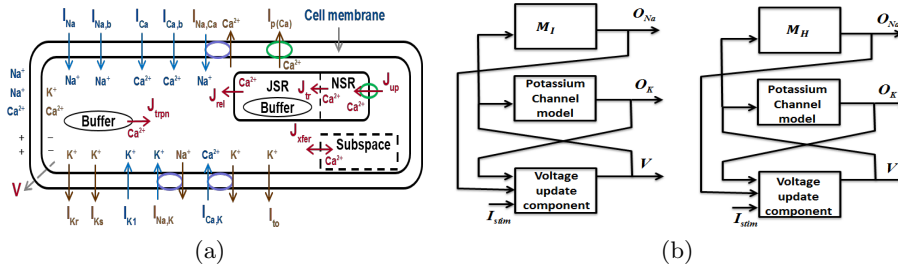 I_Na I_Na,b I_Ca I_Ca,b I_Na,Ca Ca²⁺ I_p(Ca) Cell membrane
Na⁺ Na⁺ Ca²⁺ Ca²⁺ Na⁺ Ca²⁺
Na⁺ K⁺
Na⁺
Ca²⁺ Ca²⁺
Buffer J_trpn
Ca²⁺
J_rel Ca²⁺ JSR J_tr NSR J_up
Ca²⁺ Ca²⁺
Buffer
J_xfer Subspace
Ca²⁺
+ −
+ −
V
K⁺ K⁺ K⁺ K⁺ Na⁺ Ca²⁺ K⁺ K⁺
I_Kr I_Ks I_K1 I_Na,K I_Ca,K I_to
(a)
M_I O_Na
Potassium
Channel
model
O_K
V
Voltage
update
component
I_stim
M_H O_Na
Potassium
Channel
model
O_K
V
Voltage
update
component
I_stim
(b)